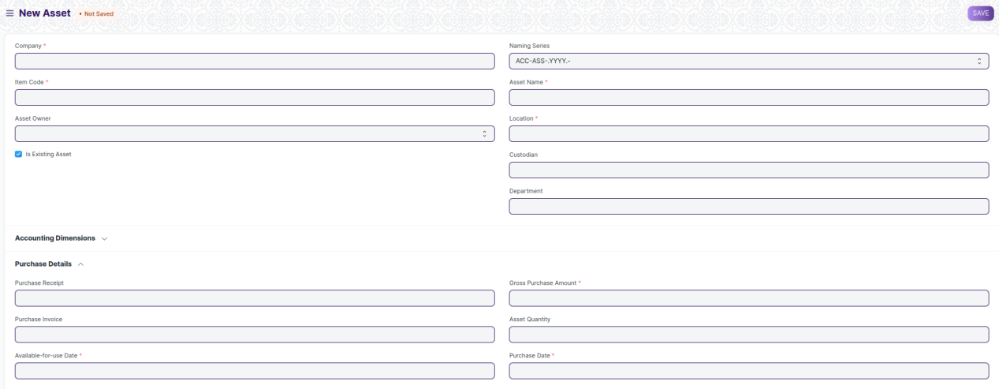 New Asset
• Not Saved
SAVE
Company *
Naming Series
ACC-ASS-.YYYY.-
Item Code *
Asset Name *
Asset Owner
Location *
Is Existing Asset
Custodian
Department
Accounting Dimensions
Purchase Details
Purchase Receipt
Gross Purchase Amount *
Purchase Invoice
Asset Quantity
Available-for-use Date *
Purchase Date *